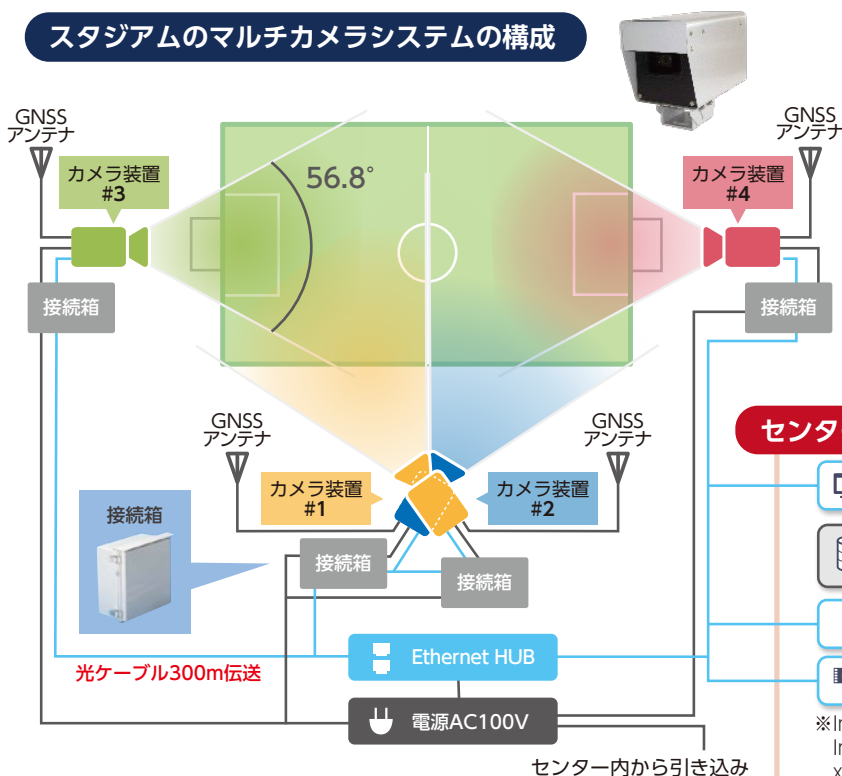 スタジアムのマルチカメラシステムの構成
GNSS
アンテナ
GNSS
アンテナ
カメラ装置
#3
56.8°
カメラ装置
#4
接続箱
接続箱
GNSS
アンテナ
GNSS
アンテナ
センタ
カメラ装置
#1
カメラ装置
#2
接続箱
接続箱
接続箱
Ethernet HUB
光ケーブル300m伝送
電源AC100V
センター内から引き込み
※In
In
x